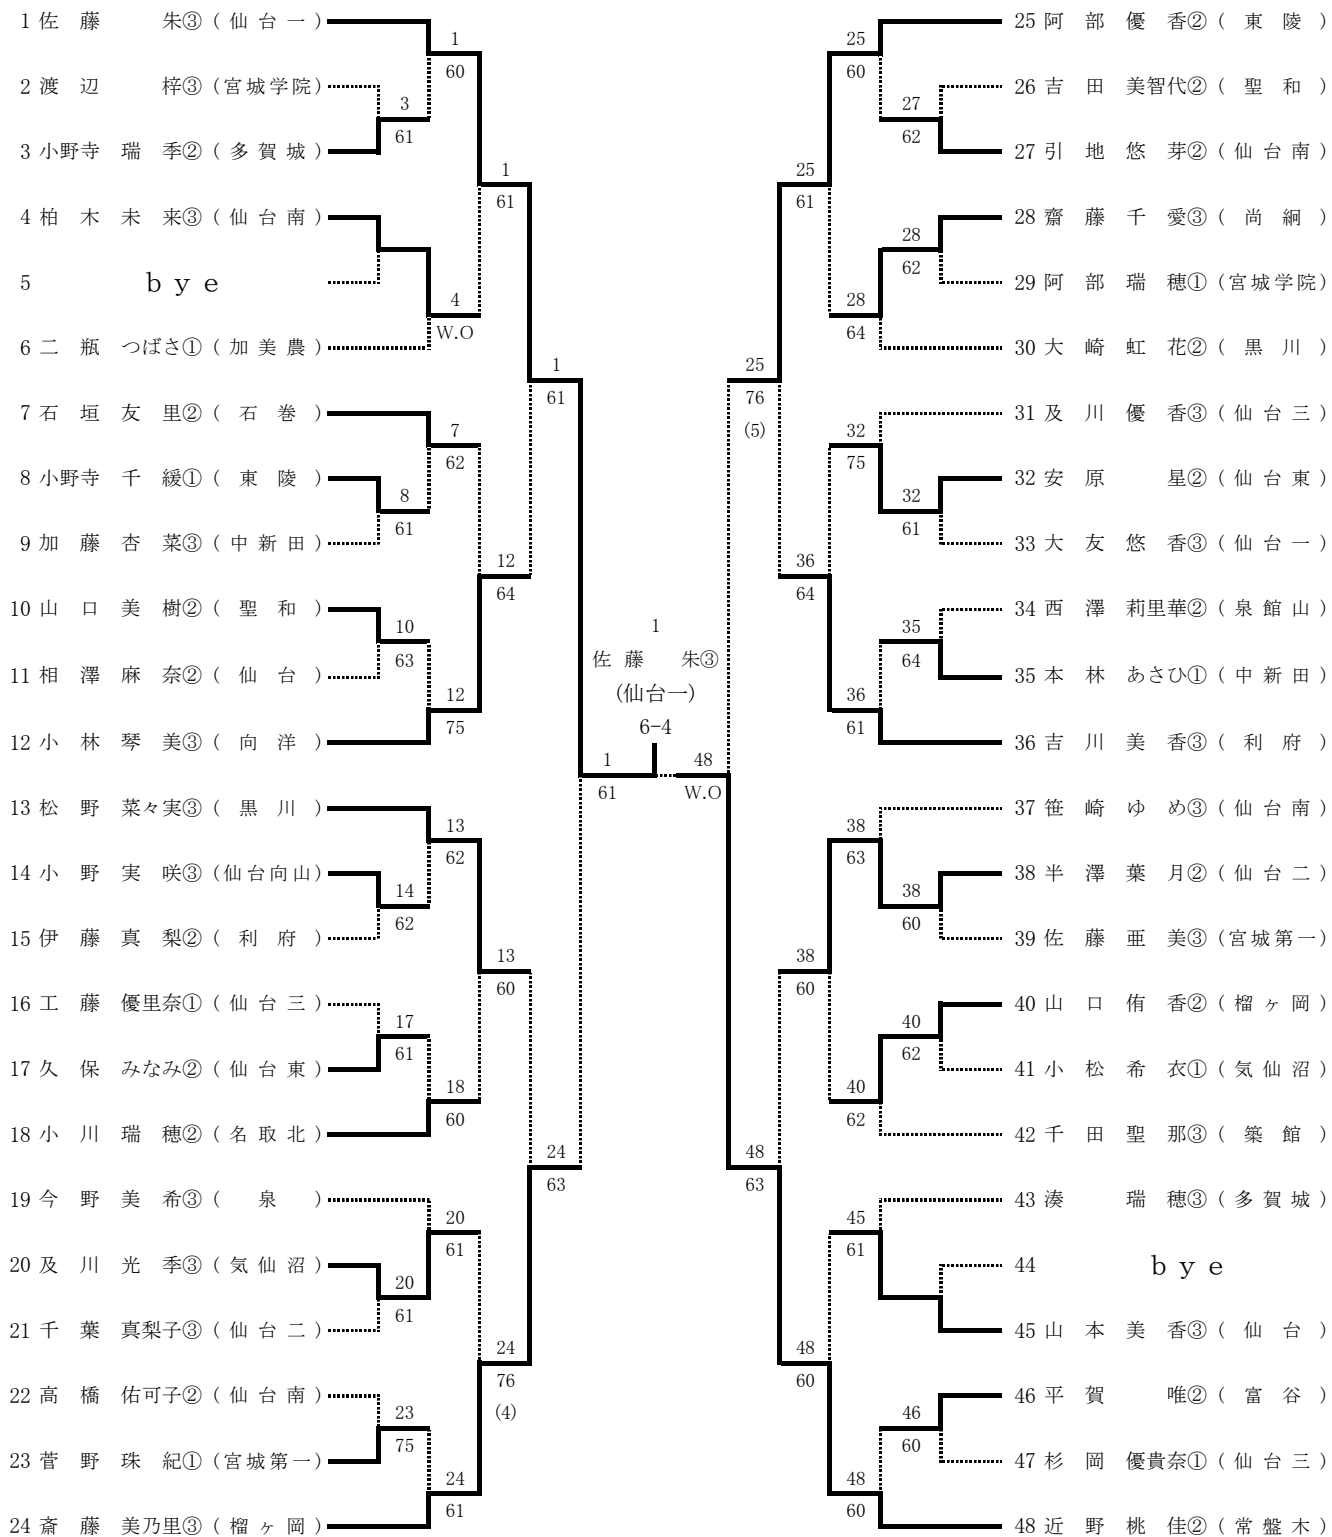 1 佐 藤 朱③ ( 仙 台 一 )
2 渡 辺 梓③ (宮城学院)
3 小野寺 瑞 季② ( 多 賀 城 )
4 柏 木 未 来③ ( 仙 台 南 )
5 b y e
6 二 瓶 つばさ① ( 加 美 農 )
7 石 垣 友 里② ( 石 巻 )
8 小野寺 千 緩① ( 東 陵 )
9 加 藤 杏 菜③ ( 中 新 田 )
10 山 口 美 樹② ( 聖 和 )
11 相 澤 麻 奈② ( 仙 台 )
12 小 林 琴 美③ ( 向 洋 )
13 松 野 菜々実③ ( 黒 川 )
14 小 野 実 咲③ (仙台向山)
15 伊 藤 真 梨② ( 利 府 )
16 工 藤 優里奈① ( 仙 台 三 )
17 久 保 みなみ② ( 仙 台 東 )
18 小 川 瑞 穂② ( 名 取 北 )
19 今 野 美 希③ ( 泉 )
20 及 川 光 季③ ( 気 仙 沼 )
21 千 葉 真梨子③ ( 仙 台 二 )
22 高 橋 佑可子② ( 仙 台 南 )
23 菅 野 珠 紀① (宮城第一)
24 斎 藤 美乃里③ ( 榴 ヶ 岡 )
3
61
8
61
10
63
14
62
17
61
20
61
23
75
1
60
4
W.O
7
62
12
75
13
62
18
60
20
61
24
61
1
61
12
64
13
60
24
76
(4)
1
61
24
63
1
61
1
佐 藤 朱③
(仙台一)
6-4
48
W.O
25
76
(5)
48
63
25
61
36
64
38
60
48
60
25
60
28
64
32
75
36
61
38
63
40
62
45
61
48
60
27
62
28
62
32
61
35
64
38
60
40
62
46
60
25 阿 部 優 香② ( 東 陵 )
26 吉 田 美智代② ( 聖 和 )
27 引 地 悠 芽② ( 仙 台 南 )
28 齋 藤 千 愛③ ( 尚 絅 )
29 阿 部 瑞 穂① (宮城学院)
30 大 崎 虹 花② ( 黒 川 )
31 及 川 優 香③ ( 仙 台 三 )
32 安 原 星② ( 仙 台 東 )
33 大 友 悠 香③ ( 仙 台 一 )
34 西 澤 莉里華② ( 泉 館 山 )
35 本 林 あさひ① ( 中 新 田 )
36 吉 川 美 香③ ( 利 府 )
37 笹 崎 ゆ め③ ( 仙 台 南 )
38 半 澤 葉 月② ( 仙 台 二 )
39 佐 藤 亜 美③ (宮城第一)
40 山 口 侑 香② ( 榴 ヶ 岡 )
41 小 松 希 衣① ( 気 仙 沼 )
42 千 田 聖 那③ ( 築 館 )
43 湊 瑞 穂③ ( 多 賀 城 )
44 b y e
45 山 本 美 香③ ( 仙 台 )
46 平 賀 唯② ( 富 谷 )
47 杉 岡 優貴奈① ( 仙 台 三 )
48 近 野 桃 佳② ( 常 盤 木 )